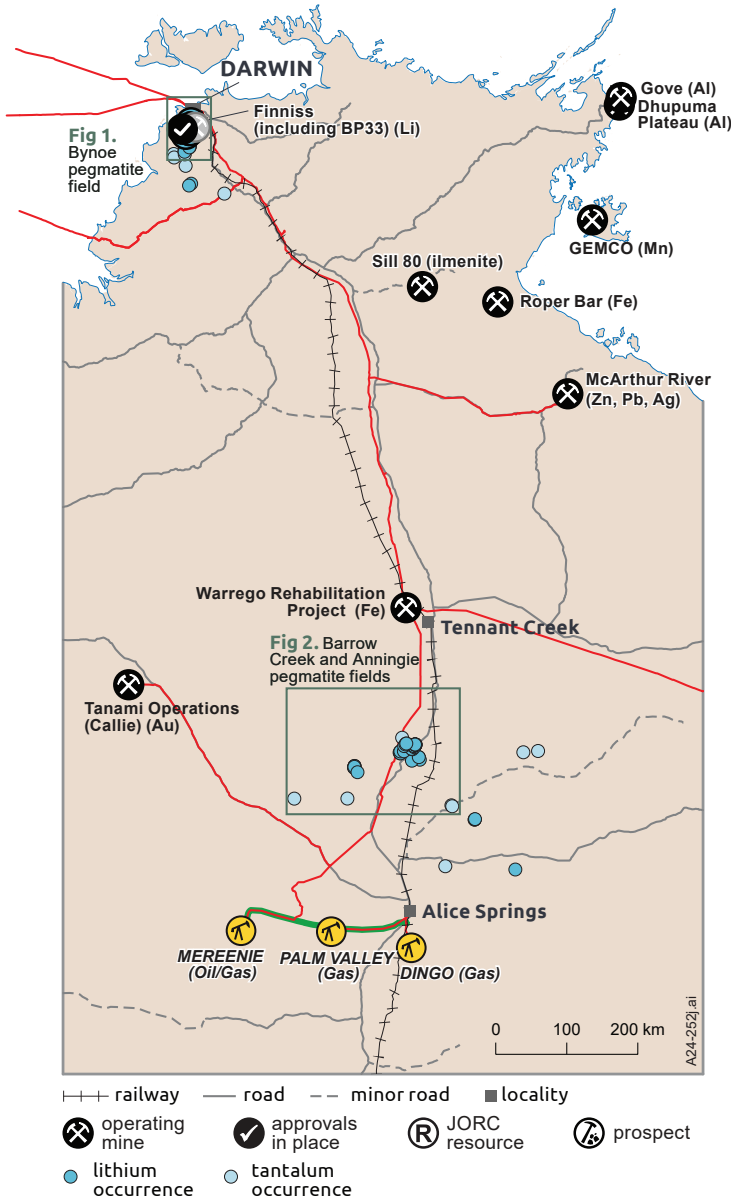 DARWIN
Gove (Al)
Dhupuma
Plateau (Al)
Finniss
(including BP33) (Li)
Fig 1.
Bynoe
pegmatite
field
GEMCO (Mn)
Sill 80 (ilmenite)
Roper Bar (Fe)
McArthur River
(Zn, Pb, Ag)
Warrego Rehabilitation
Project (Fe)
Tennant Creek
Fig 2. Barrow
Creek and Anningie
pegmatite fields
Tanami Operations
(Callie) (Au)
Alice Springs
MEREENIE
(Oil/Gas)
PALM VALLEY
(Gas)
DINGO (Gas)
0 100 200 km
A24-252j.ai
railway road minor road locality
operating
mine
approvals
in place
R
JORC
resource
prospect
lithium
occurrence
tantalum
occurrence